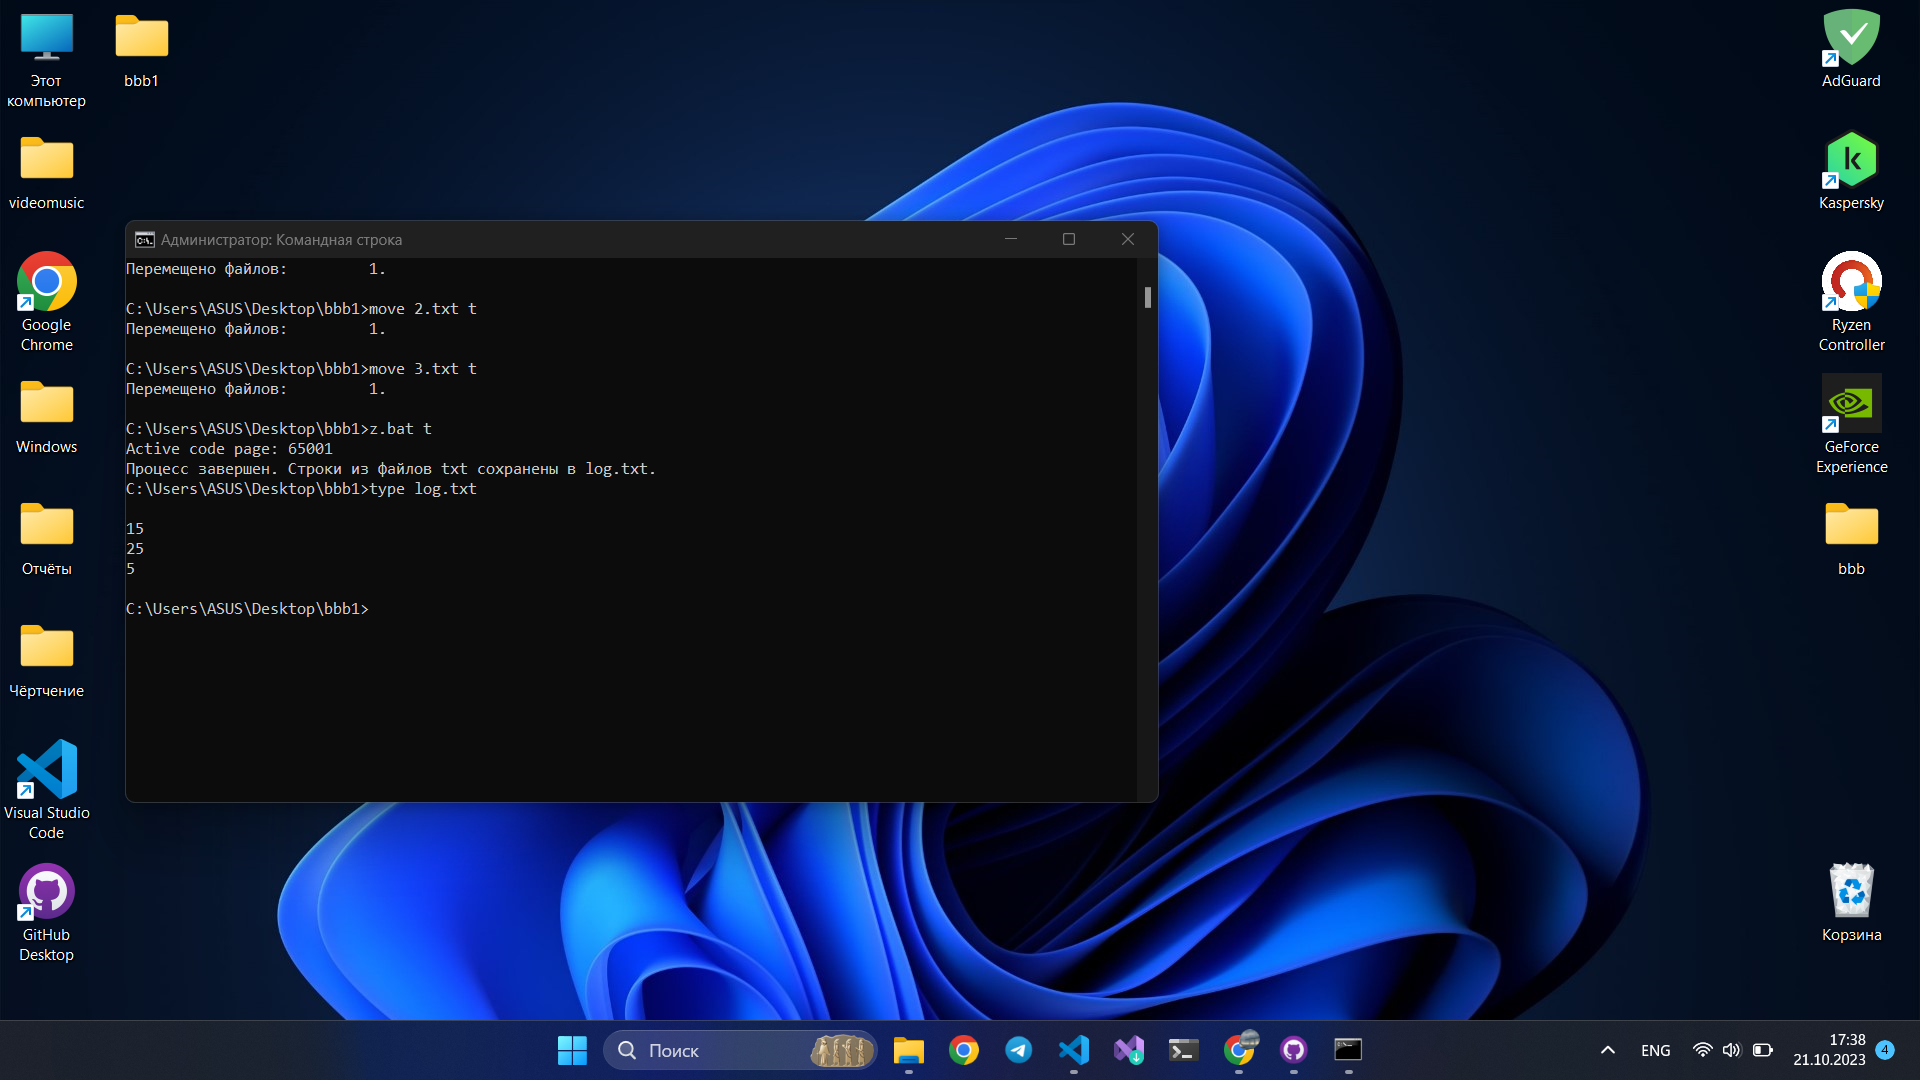 Этот
компьютер
bbb1
videomusic
Google
Chrome
Windows
Отчёты
Чёртчение
Visual Studio
Code
GitHub
Desktop
Администратор: Командная строка
Перемещено файлов:         1.
C:\Users\ASUS\Desktop\bbb1>move 2.txt t
Перемещено файлов:         1.
C:\Users\ASUS\Desktop\bbb1>move 3.txt t
Перемещено файлов:         1.
C:\Users\ASUS\Desktop\bbb1>z.bat t
Active code page: 65001
Процесс завершен. Строки из файлов txt сохранены в log.txt.
C:\Users\ASUS\Desktop\bbb1>type log.txt
15
25
5
C:\Users\ASUS\Desktop\bbb1>
AdGuard
Kaspersky
Ryzen
Controller
GeForce
Experience
bbb
Корзина
Поиск
ENG
17:38
21.10.2023
4